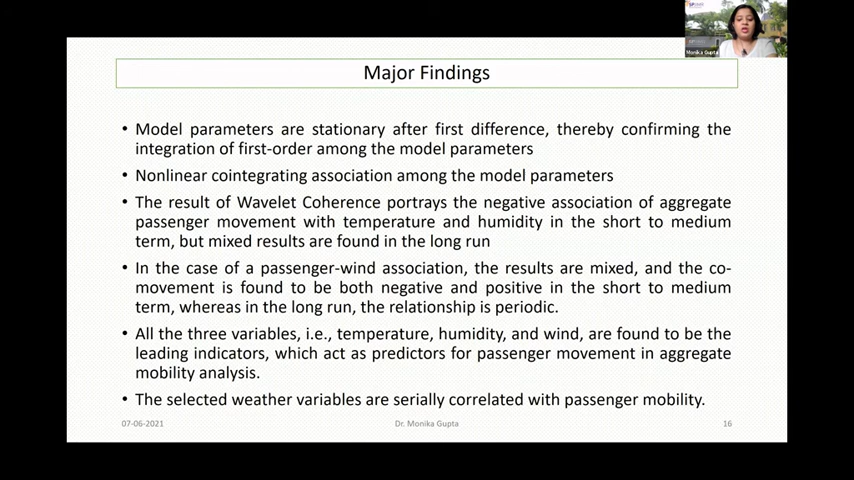 Monika Gupta
Major Findings
• Model parameters are stationary after first difference, thereby confirming the
integration of first-order among the model parameters
• Nonlinear cointegrating association among the model parameters
• The result of Wavelet Coherence portrays the negative association of aggregate
passenger movement with temperature and humidity in the short to medium
term, but mixed results are found in the long run
• In the case of a passenger-wind association, the results are mixed, and the co-
movement is found to be both negative and positive in the short to medium
term, whereas in the long run, the relationship is periodic.
• All the three variables, i.e., temperature, humidity, and wind, are found to be the
leading indicators, which act as predictors for passenger movement in aggregate
mobility analysis.
• The selected weather variables are serially correlated with passenger mobility.
07-06-2021
Dr. Monika Gupta
16